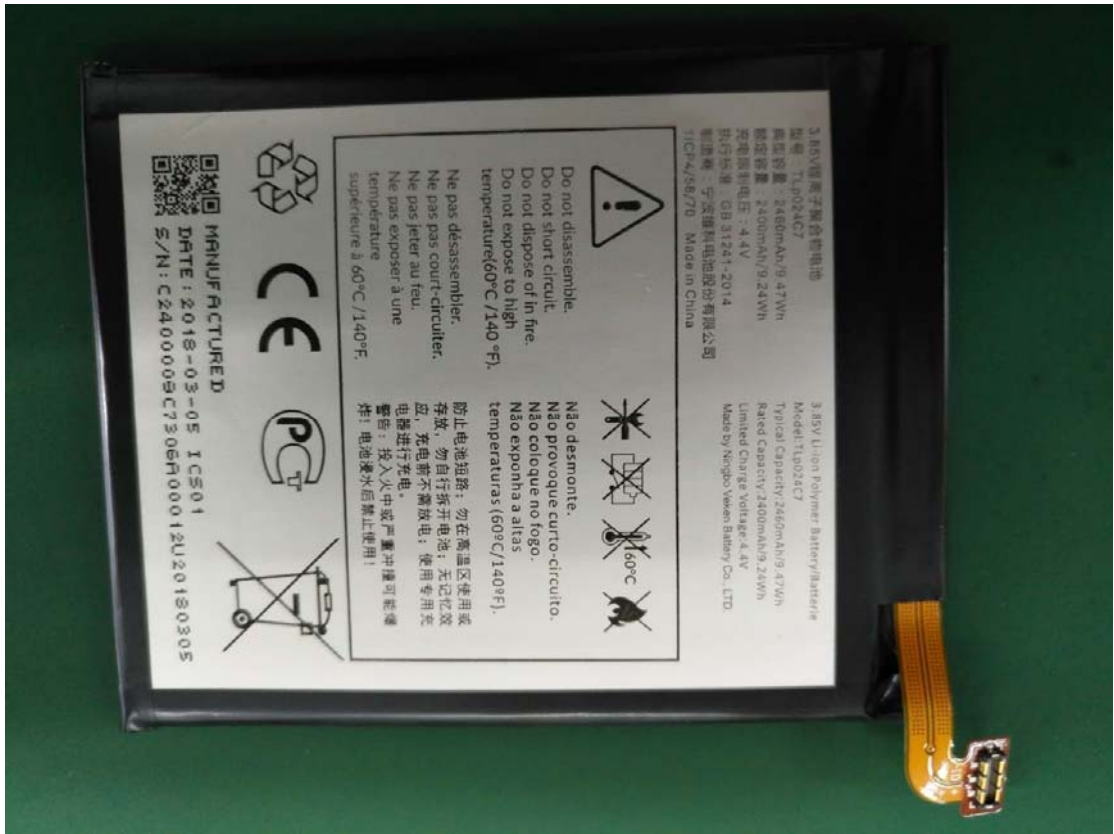 3.85V锂离子聚合物电池
型号：TLp024C7
典型容量：2460mAh/9.47Wh
额定容量：2400mAh/9.24Wh
充电限制电压：4.4V
执行标准：GB 31241-2014
制造商：宁波维科电池股份有限公司
1ICP4/58/70 Made in China
3.85V Li-ion Polymer Battery/Batterie
Model:TLp024C7
Typical Capacity:2460mAh/9.47Wh
Rated Capacity:2400mAh/9.24Wh
Limited Charge Voltage:4.4V
Made by Ningbo Veken Battery Co., LTD.
60°C
Do not disassemble.
Do not short circuit.
Do not dispose of in fire.
Do not expose to high
temperature(60°C /140 °F).
Não desmonte.
Não provoque curto-circuito.
Não coloque no fogo.
Não exponha a altas
temperaturas (60ºC/140ºF).
Ne pas désassembler.
Ne pas pas court-circuiter.
Ne pas jeter au feu.
Ne pas exposer à une
température
supérieure à 60°C /140°F.
防止电池短路；勿在高温区使用或
存放，勿自行拆开电池；无记忆效
应，充电前不需放电；使用专用充
电器进行充电。
警告：投入火中或严重冲撞可能爆
炸！电池浸水后禁止使用！
CE
PCT
MANUFACTURED
DATE:2018-03-05 ICS01
S/N:C240009C7306A00012U20180305